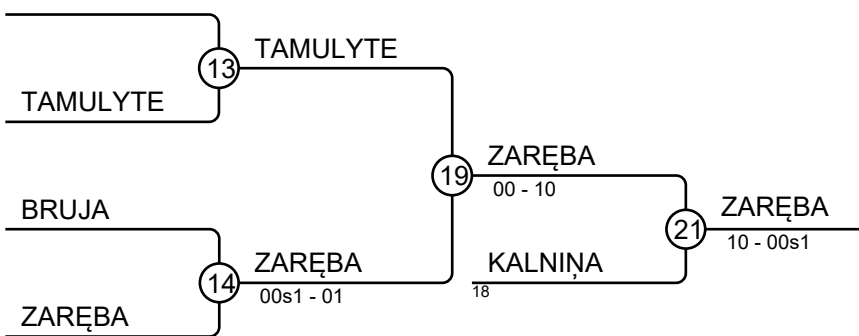 13
TAMULYTE
TAMULYTE
19
ZARĘBA
00 - 10
BRUJA
21
ZARĘBA
10 - 00s1
14
ZARĘBA
00s1 - 01
KALNIŅA
18
ZARĘBA